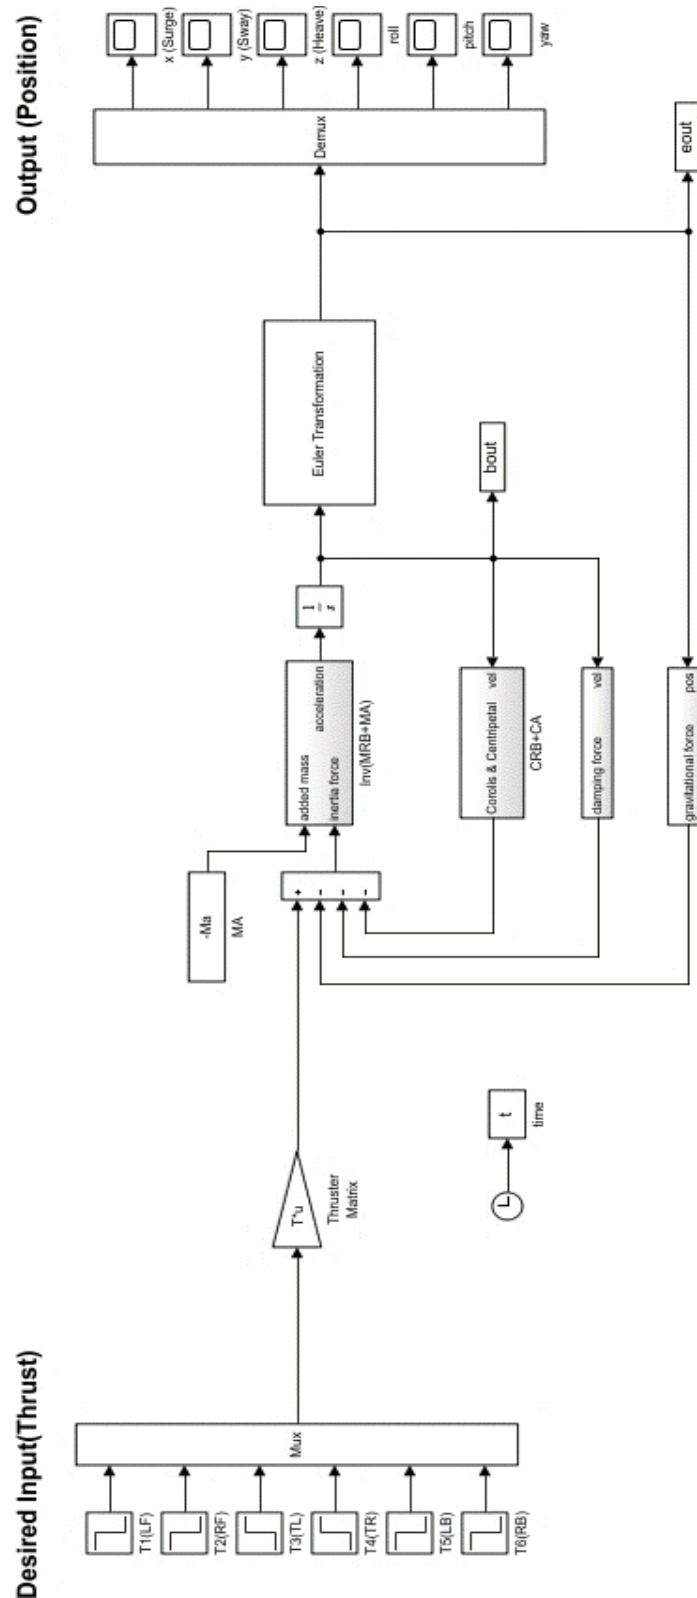 Desired Input(Thrust)
Output (Position)
T1(LF)
T2(RF)
T3(TL)
T4(TR)
T5(LB)
T6(RB)
Mux
T*u
Thruster
Matrix
-Ma
MA
+
-
-
-
added mass
inertia force
acceleration
Inv(MRB+MA)
1
s
Euler Transformation
Demux
x (Surge)
y (Sway)
z (Heave)
roll
pitch
yaw
bout
eout
Corolis & Centripetal
vel
CRB+CA
damping force
vel
gravitational force
pos
t
time